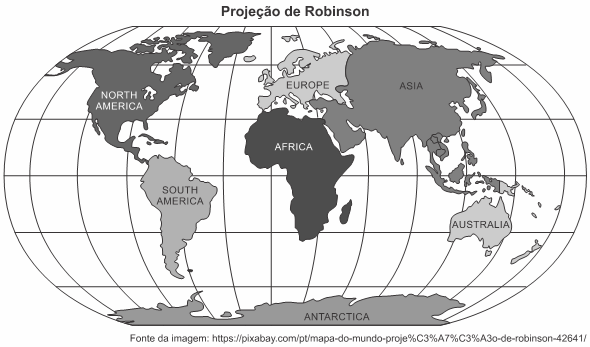 Projeção de Robinson
NORTH
AMERICA
EUROPE
ASIA
AFRICA
SOUTH
AMERICA
AUSTRALIA
ANTARCTICA
Fonte da imagem: https://pixabay.com/pt/mapa-do-mundo-proje%C3%A7%C3%A3o-de-robinson-42641/